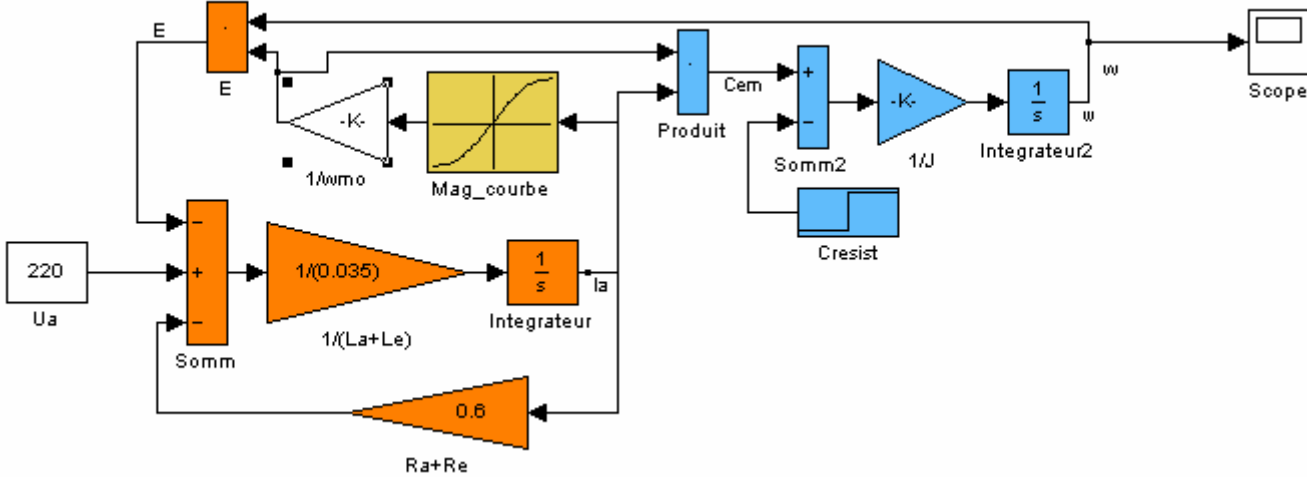 E
E
-K-
1/wmo
Mag_courbe
Produit
Cem
+
−
Somm2
-K-
1/J
1
s
Integrateur2
w
w
Scope
Cresist
220
Ua
−
+
−
Somm
1/(0.035)
1/(La+Le)
1
s
Integrateur
Ia
0.6
Ra+Re